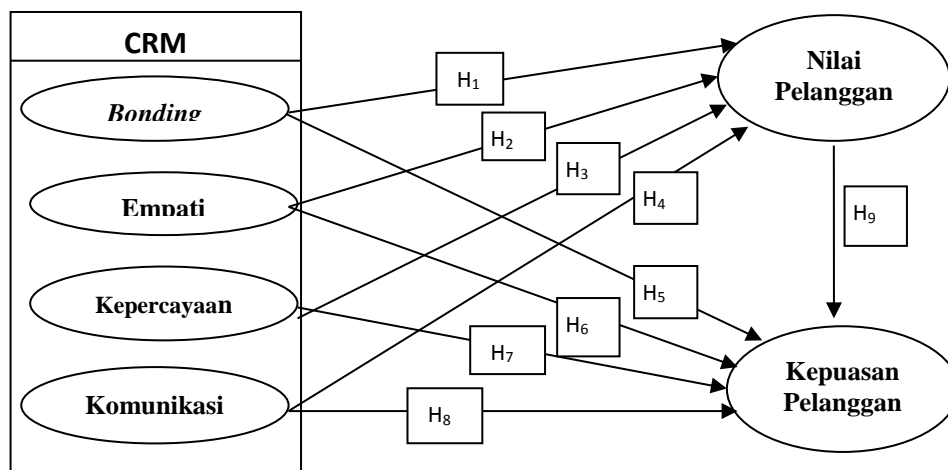 CRM
Bonding
Empati
Kepercayaan
Komunikasi
H₁
H₂
H₃
H₄
H₅
H₆
H₇
H₈
H₉
Nilai
Pelanggan
Kepuasan
Pelanggan